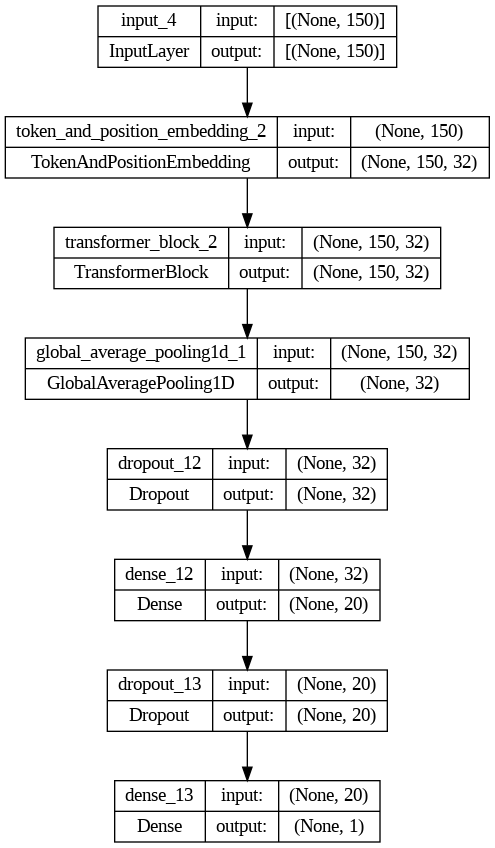 input_4 input: [(None, 150)]
InputLayer output: [(None, 150)]
token_and_position_embedding_2 input: (None, 150)
TokenAndPositionEmbedding output: (None, 150, 32)
transformer_block_2 input: (None, 150, 32)
TransformerBlock output: (None, 150, 32)
global_average_pooling1d_1 input: (None, 150, 32)
GlobalAveragePooling1D output: (None, 32)
dropout_12 input: (None, 32)
Dropout output: (None, 32)
dense_12 input: (None, 32)
Dense output: (None, 20)
dropout_13 input: (None, 20)
Dropout output: (None, 20)
dense_13 input: (None, 20)
Dense output: (None, 1)